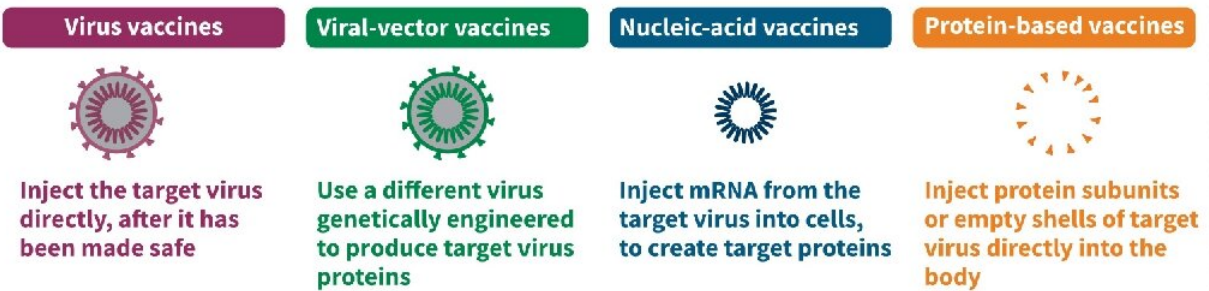 Virus vaccines
Inject the target virus
directly, after it has
been made safe
Viral-vector vaccines
Use a different virus
genetically engineered
to produce target virus
proteins
Nucleic-acid vaccines
Inject mRNA from the
target virus into cells,
to create target proteins
Protein-based vaccines
Inject protein subunits
or empty shells of target
virus directly into the
body